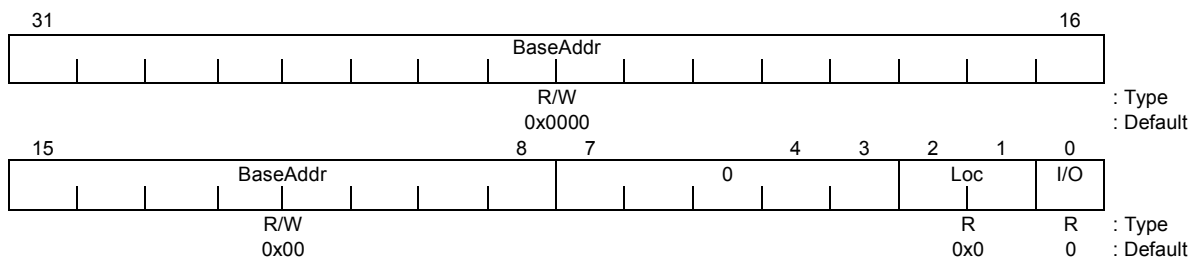 31 16
BaseAddr
R/W : Type
0x0000 : Default
15 8 7 4 3 2 1 0
BaseAddr 0 Loc I/O
R/W R R : Type
0x00 0x0 0 : Default